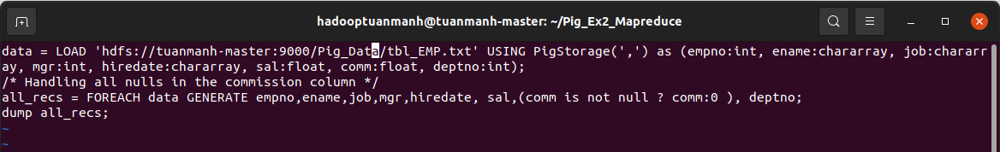 hadooptuanmanh@tuanmanh-master: ~/Pig_Ex2_Mapreduce
data = LOAD 'hdfs://tuanmanh-master:9000/Pig_Data/tbl_EMP.txt' USING PigStorage(',') as (empno:int, ename:chararray, job:charar
ray, mgr:int, hiredate:chararray, sal:float, comm:float, deptno:int);
/* Handling all nulls in the commission column */
all_recs = FOREACH data GENERATE empno,ename,job,mgr,hiredate, sal,(comm is not null ? comm:0 ), deptno;
dump all_recs;
~
~